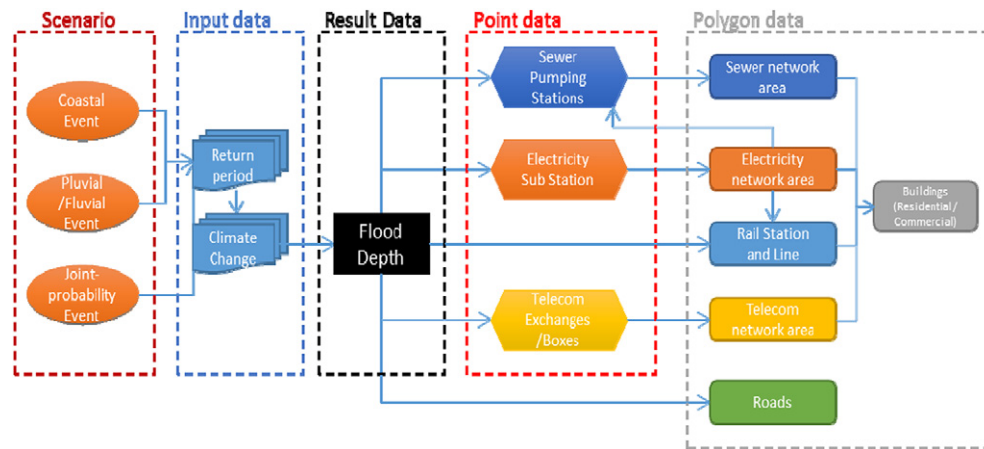 Scenario
Input data
Result Data
Point data
Polygon data
Coastal
Event
Pluvial
/Fluvial
Event
Joint-
probability
Event
Return
period
Climate
Change
Flood
Depth
Sewer
Pumping
Stations
Electricity
Sub Station
Telecom
Exchanges
/Boxes
Sewer network
area
Electricity
network area
Rail Station
and Line
Telecom
network area
Roads
Buildings
(Residential /
Commercial)